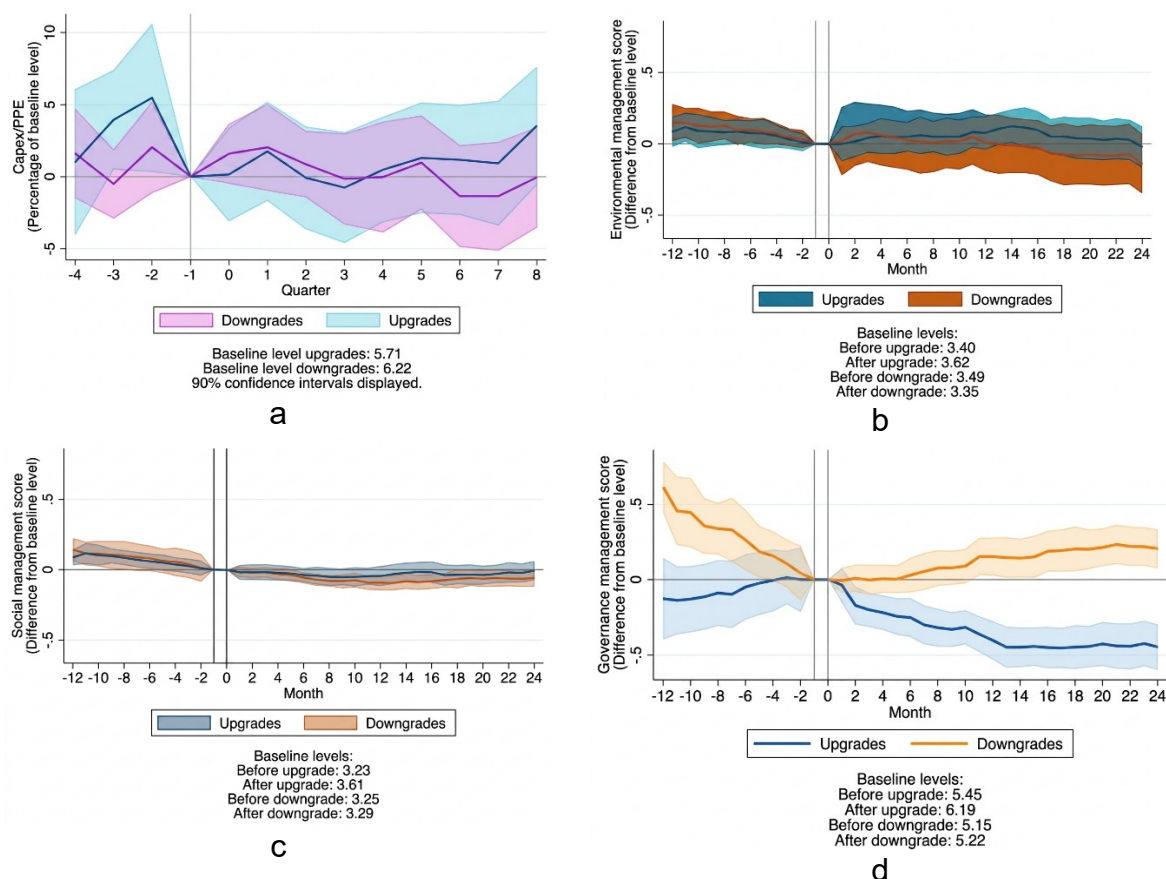 Capex/PPE
(Percentage of baseline level)
10
5
0
-5
-4 -3 -2 -1 0 1 2 3 4 5 6 7 8
Quarter
Downgrades Upgrades
Baseline level upgrades: 5.71
Baseline level downgrades: 6.22
90% confidence intervals displayed.
a
Environmental management score
(Difference from baseline level)
.5
0
-.5
-12 -10 -8 -6 -4 -2 0 2 4 6 8 10 12 14 16 18 20 22 24
Month
Upgrades Downgrades
Baseline levels:
Before upgrade: 3.40
After upgrade: 3.62
Before downgrade: 3.49
After downgrade: 3.35
b
Social management score
(Difference from baseline level)
.5
0
-.5
-12 -10 -8 -6 -4 -2 0 2 4 6 8 10 12 14 16 18 20 22 24
Month
Upgrades Downgrades
Baseline levels:
Before upgrade: 3.23
After upgrade: 3.61
Before downgrade: 3.25
After downgrade: 3.29
c
Governance management score
(Difference from baseline level)
.5
0
-.5
-12 -10 -8 -6 -4 -2 0 2 4 6 8 10 12 14 16 18 20 22 24
Month
Upgrades Downgrades
Baseline levels:
Before upgrade: 5.45
After upgrade: 6.19
Before downgrade: 5.15
After downgrade: 5.22
d